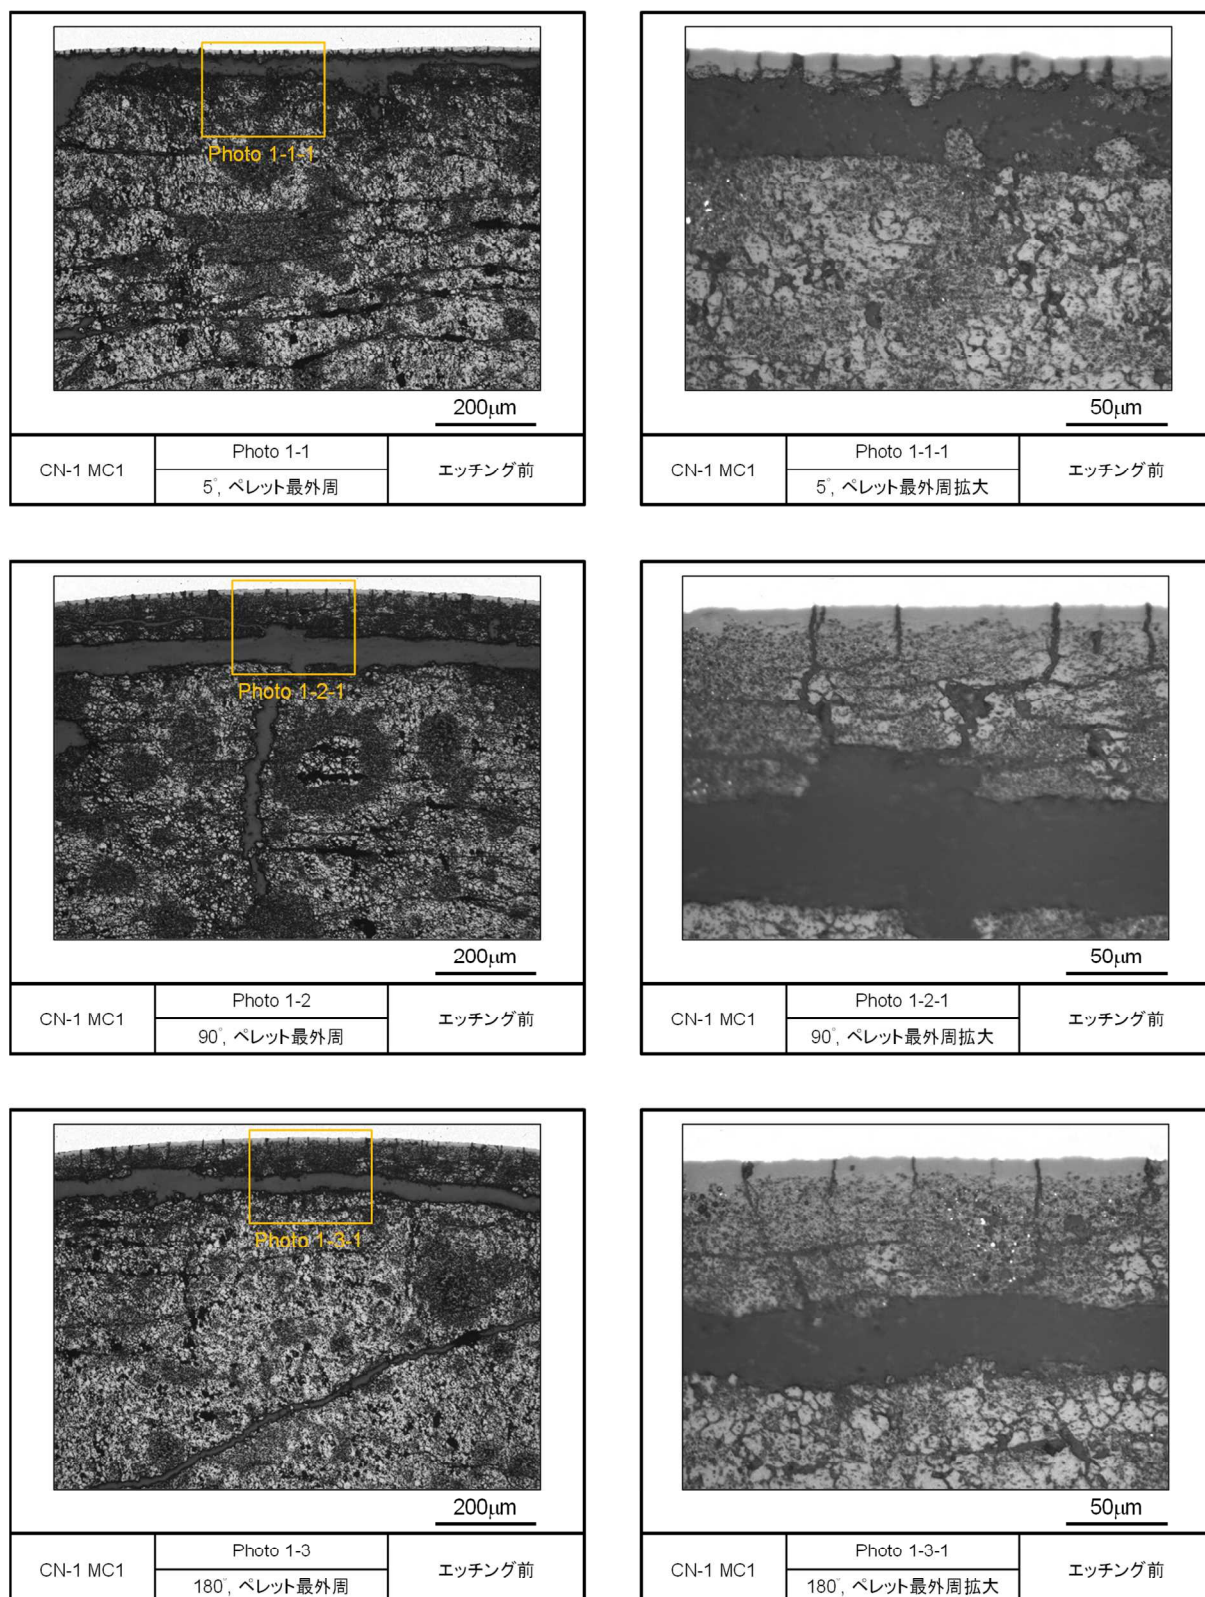 Photo 1-1-1
200μm
CN-1 MC1
Photo 1-1
5°, ペレット最外周
エッチング前
50μm
CN-1 MC1
Photo 1-1-1
5°, ペレット最外周拡大
エッチング前
Photo 1-2-1
200μm
CN-1 MC1
Photo 1-2
90°, ペレット最外周
エッチング前
50μm
CN-1 MC1
Photo 1-2-1
90°, ペレット最外周拡大
エッチング前
Photo 1-3-1
200μm
CN-1 MC1
Photo 1-3
180°, ペレット最外周
エッチング前
50μm
CN-1 MC1
Photo 1-3-1
180°, ペレット最外周拡大
エッチング前